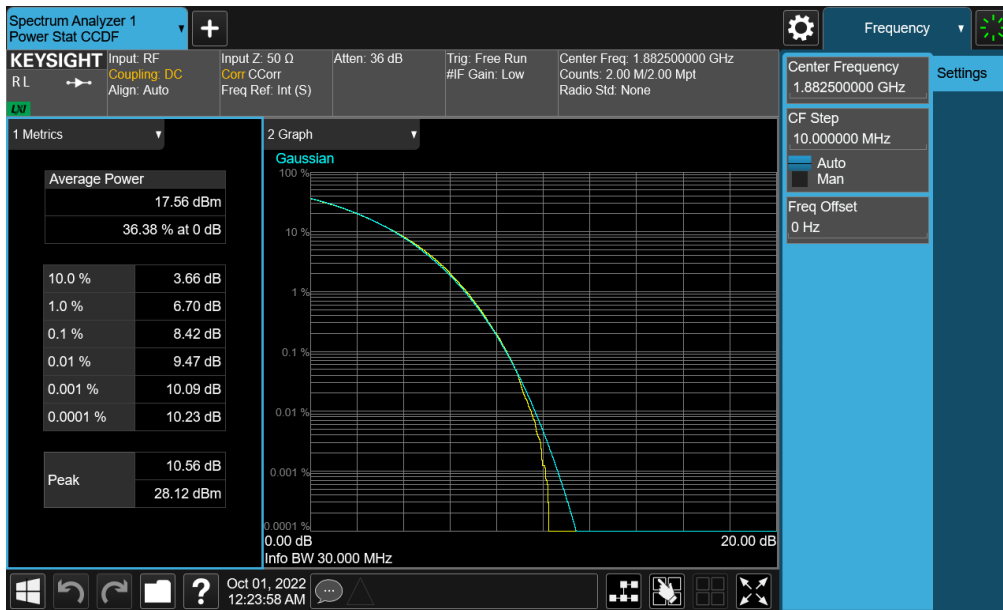 Spectrum Analyzer 1
Power Stat CCDF
Frequency
KEYSIGHT
RL
LXI
Input: RF
Coupling: DC
Align: Auto
Input Z: 50 Ω
Corr CCorr
Freq Ref: Int (S)
Atten: 36 dB
Trig: Free Run
#IF Gain: Low
Center Freq: 1.882500000 GHz
Counts: 2.00 M/2.00 Mpt
Radio Std: None
Center Frequency
1.882500000 GHz
Settings
CF Step
10.000000 MHz
Auto
Man
Freq Offset
0 Hz
1 Metrics
Average Power
17.56 dBm
36.38 % at 0 dB
10.0 % 3.66 dB
1.0 % 6.70 dB
0.1 % 8.42 dB
0.01 % 9.47 dB
0.001 % 10.09 dB
0.0001 % 10.23 dB
Peak 10.56 dB
28.12 dBm
2 Graph
Gaussian
100 %
10 %
1 %
0.1 %
0.01 %
0.001 %
0.0001 %
0.00 dB 20.00 dB
Info BW 30.000 MHz
?
Oct 01, 2022
12:23:58 AM